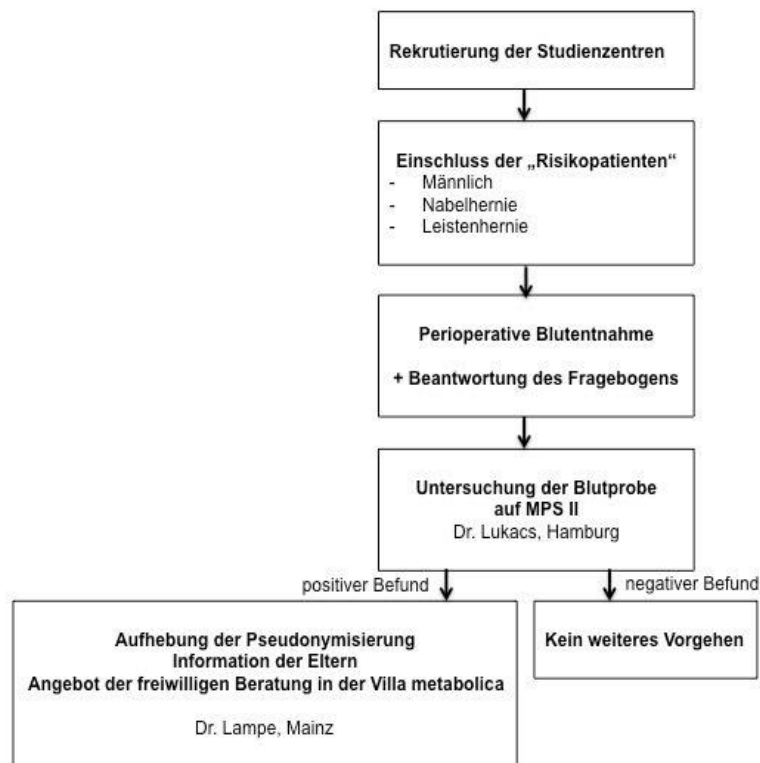 Rekrutierung der Studienzentren
Einschluss der „Risikopatienten“
- Männlich
- Nabelhernie
- Leistenhernie
Perioperative Blutentnahme
+ Beantwortung des Fragebogens
Untersuchung der Blutprobe
auf MPS II
Dr. Lukacs, Hamburg
positiver Befund
negativer Befund
Aufhebung der Pseudonymisierung
Information der Eltern
Angebot der freiwilligen Beratung in der Villa metabolica
Dr. Lampe, Mainz
Kein weiteres Vorgehen